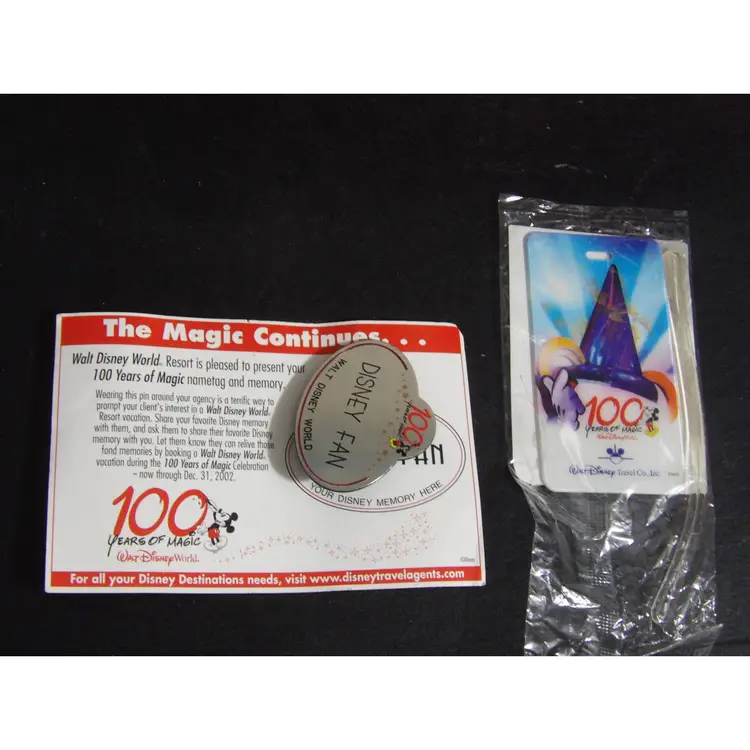 The Magic Continues. . .
Walt Disney World® Resort is pleased to present your
100 Years of Magic nametag and memory.
Wearing this pin around your agency is a terrific way to
prompt your client's interest in a Walt Disney World®
Resort vacation. Share your favorite Disney memory
with them, and ask them to share their favorite Disney
memory with you. Let them know they can relive those
fond memories by booking a Walt Disney World®
vacation during the 100 Years of Magic Celebration
– now through Dec. 31, 2002.
100
YEARS OF MAGIC
WALT DISNEY World.
©Disney
For all your Disney Destinations needs, visit www.disneytravelagents.com
100
YEARS OF MAGIC
DISNEY FAN
WALT DISNEY WORLD
FAN
YOUR DISNEY MEMORY HERE
100
YEARS OF MAGIC
WALT DISNEY World
Walt Disney Travel Co., Inc.